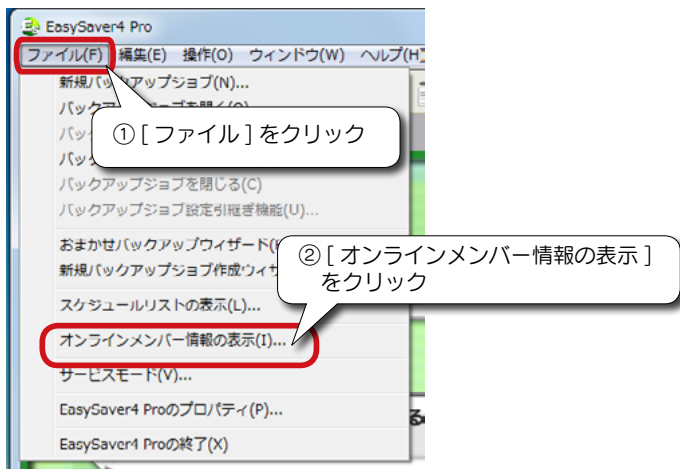 EasySaver4 Pro
ファイル(F) 編集(E) 操作(O) ウィンドウ(W) ヘルプ(H)
新規バックアップジョブ(N)...
① [ ファイル ] をクリック
バックアップジョブを閉じる(C)
バックアップジョブ設定引継ぎ機能(U)...
おまかせバックアップウィザード(
新規バックアップジョブ作成ウィザ
② [ オンラインメンバー情報の表示 ]
をクリック
スケジュールリストの表示(L)...
オンラインメンバー情報の表示(I)...
サービスモード(V)...
EasySaver4 Proのプロパティ(P)...
る
EasySaver4 Proの終了(X)